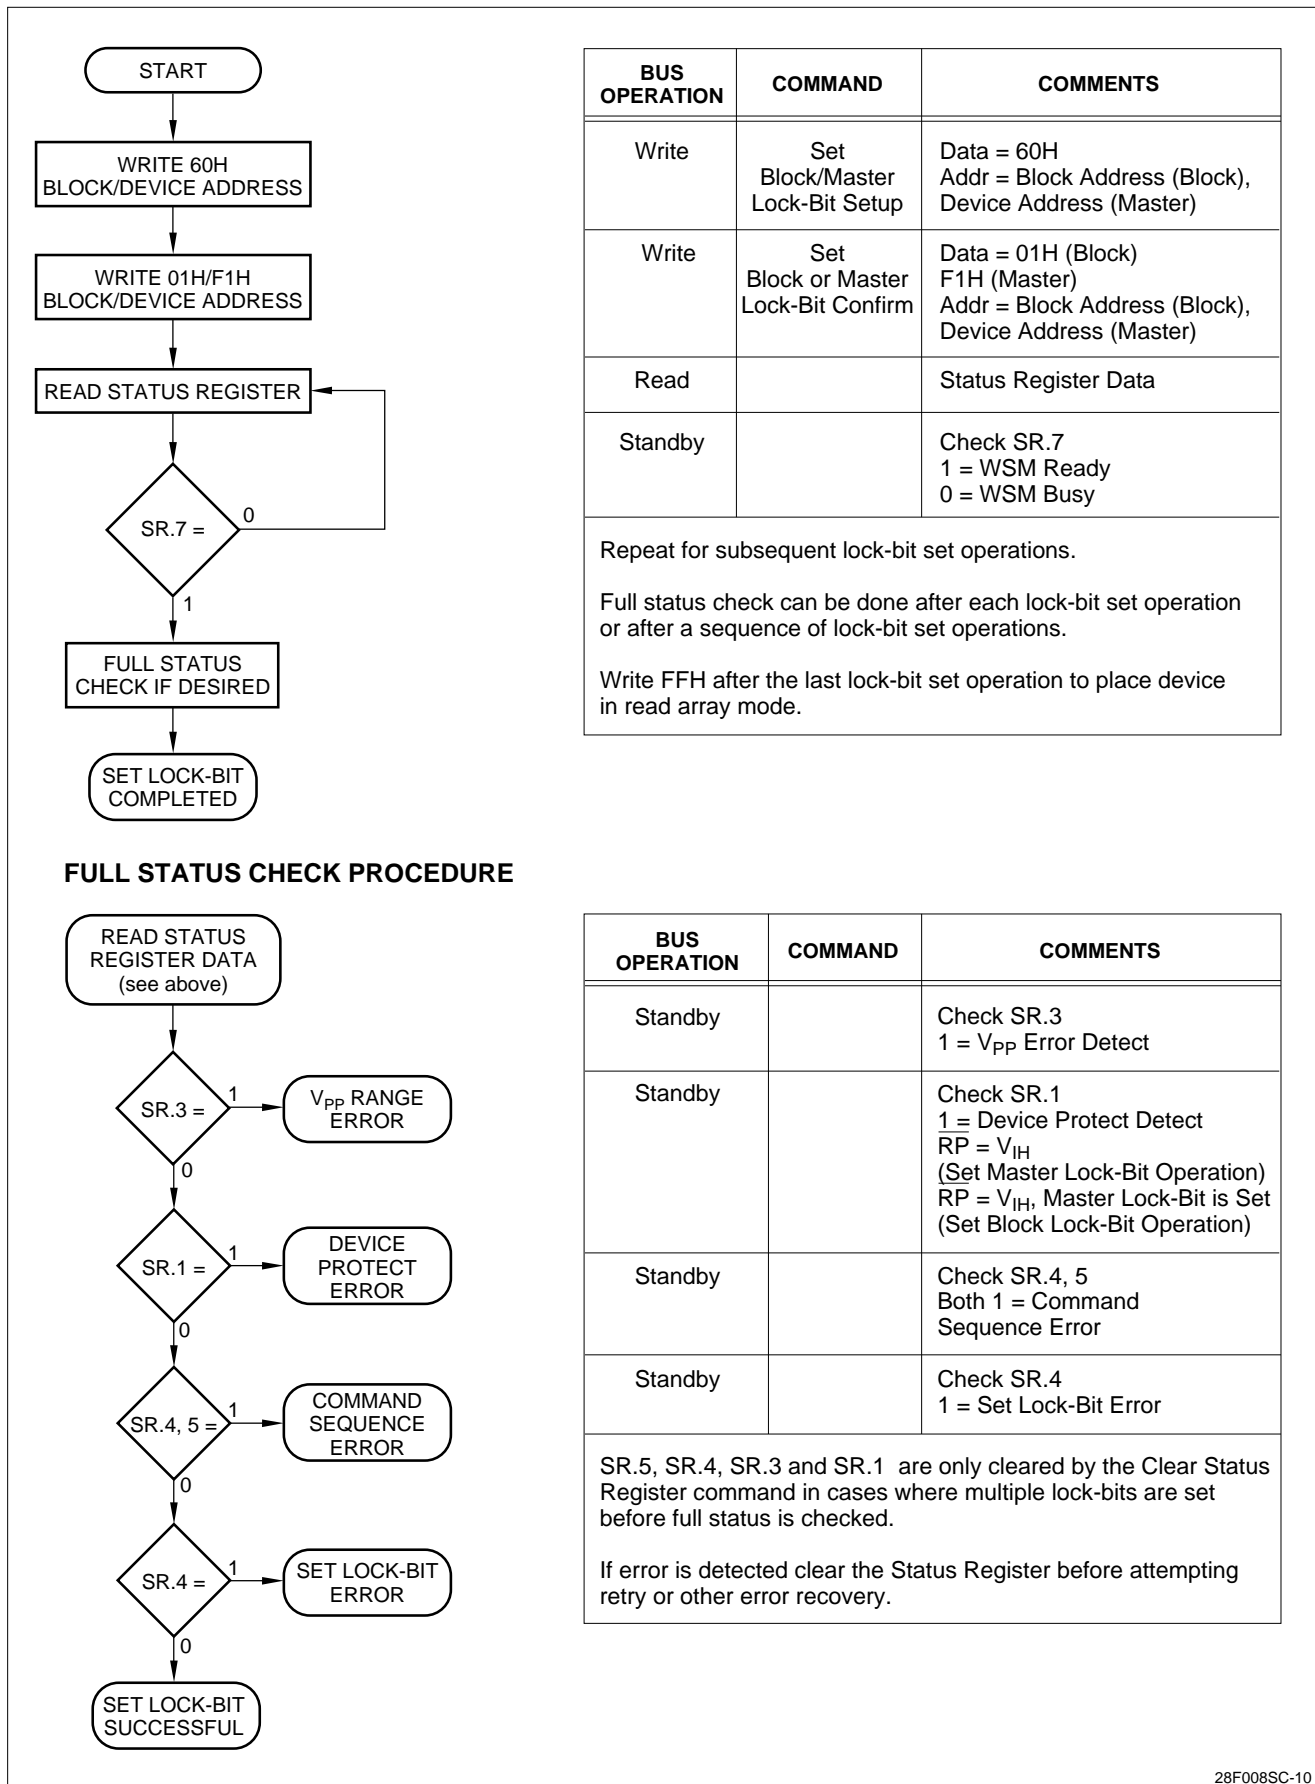 START
WRITE 60H
BLOCK/DEVICE ADDRESS
WRITE 01H/F1H
BLOCK/DEVICE ADDRESS
READ STATUS REGISTER
SR.7 =
0
1
FULL STATUS
CHECK IF DESIRED
SET LOCK-BIT
COMPLETED
BUS
OPERATION
COMMAND
COMMENTS
Write
Set
Block/Master
Lock-Bit Setup
Data = 60H
Addr = Block Address (Block),
Device Address (Master)
Write
Set
Block or Master
Lock-Bit Confirm
Data = 01H (Block)
F1H (Master)
Addr = Block Address (Block),
Device Address (Master)
Read
Status Register Data
Standby
Check SR.7
1 = WSM Ready
0 = WSM Busy
Repeat for subsequent lock-bit set operations.
Full status check can be done after each lock-bit set operation
or after a sequence of lock-bit set operations.
Write FFH after the last lock-bit set operation to place device
in read array mode.
FULL STATUS CHECK PROCEDURE
READ STATUS
REGISTER DATA
(see above)
SR.3 =
1
VPP RANGE
ERROR
0
SR.1 =
1
DEVICE
PROTECT
ERROR
0
SR.4, 5 =
1
COMMAND
SEQUENCE
ERROR
0
SR.4 =
1
SET LOCK-BIT
ERROR
0
SET LOCK-BIT
SUCCESSFUL
BUS
OPERATION
COMMAND
COMMENTS
Standby
Check SR.3
1 = VPP Error Detect
Standby
Check SR.1
1 = Device Protect Detect
R̅P̅ = VIH
(Set Master Lock-Bit Operation)
R̅P̅ = VIH, Master Lock-Bit is Set
(Set Block Lock-Bit Operation)
Standby
Check SR.4, 5
Both 1 = Command
Sequence Error
Standby
Check SR.4
1 = Set Lock-Bit Error
SR.5, SR.4, SR.3 and SR.1 are only cleared by the Clear Status
Register command in cases where multiple lock-bits are set
before full status is checked.
If error is detected clear the Status Register before attempting
retry or other error recovery.
28F008SC-10